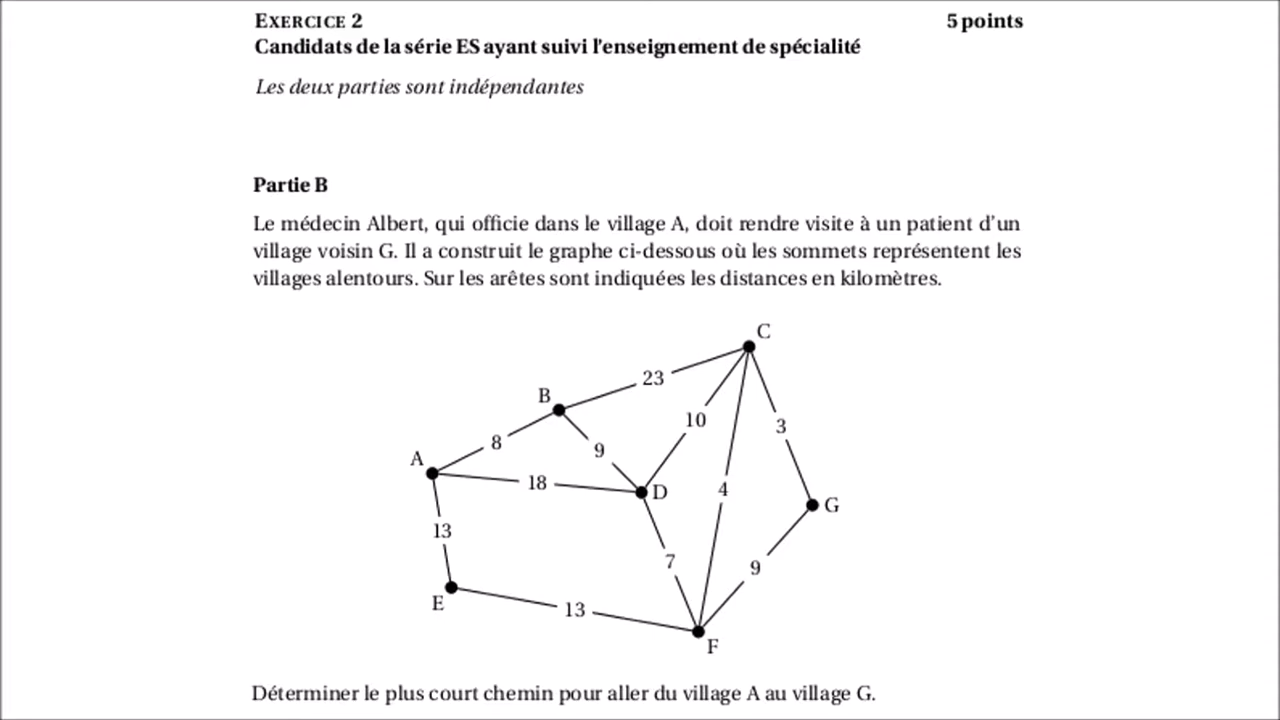 EXERCICE 2 5 points
Candidats de la série ES ayant suivi l'enseignement de spécialité
Les deux parties sont indépendantes
Partie B
Le médecin Albert, qui officie dans le village A, doit rendre visite à un patient d'un
village voisin G. Il a construit le graphe ci-dessous où les sommets représentent les
villages alentours. Sur les arêtes sont indiquées les distances en kilomètres.
C
23
B
10
3
8
9
A
18
D
4
G
13
7
9
E
13
F
Déterminer le plus court chemin pour aller du village A au village G.